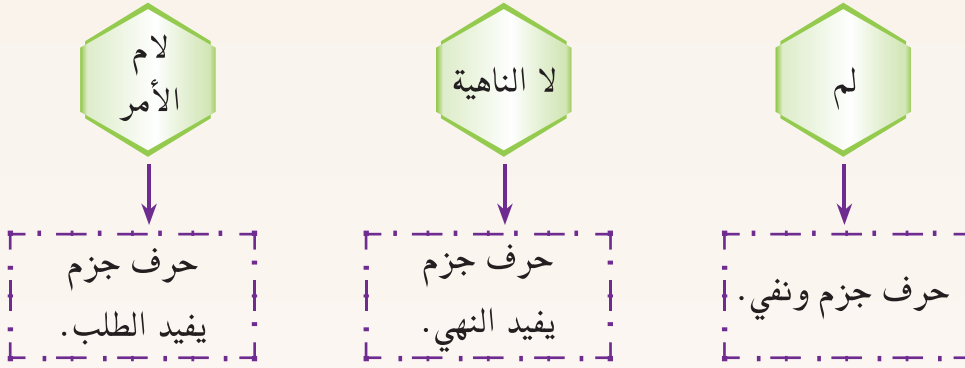 لم
لا الناهية
لام
الأمر
حرف جزم ونفي.
حرف جزم
يفيد النهي.
حرف جزم
يفيد الطلب.